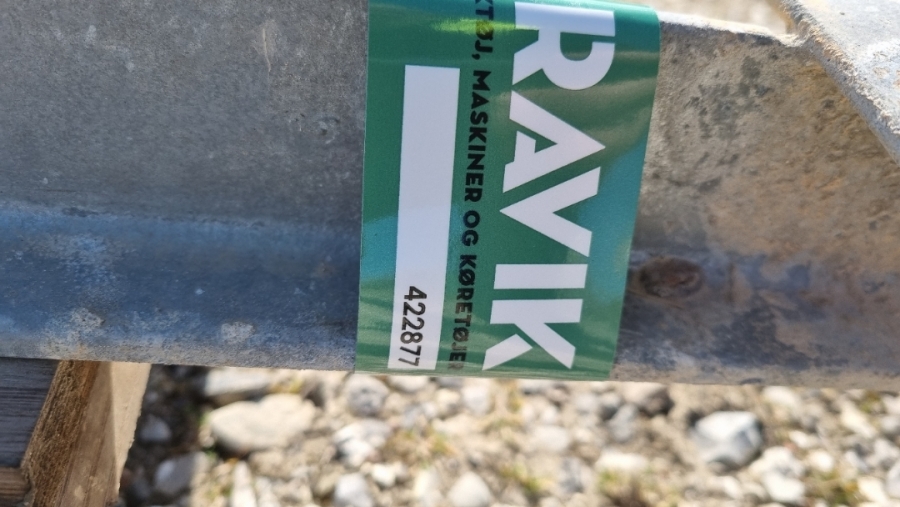 RAVIK
KTØJ, MASKINER OG KØRETØJER
422877